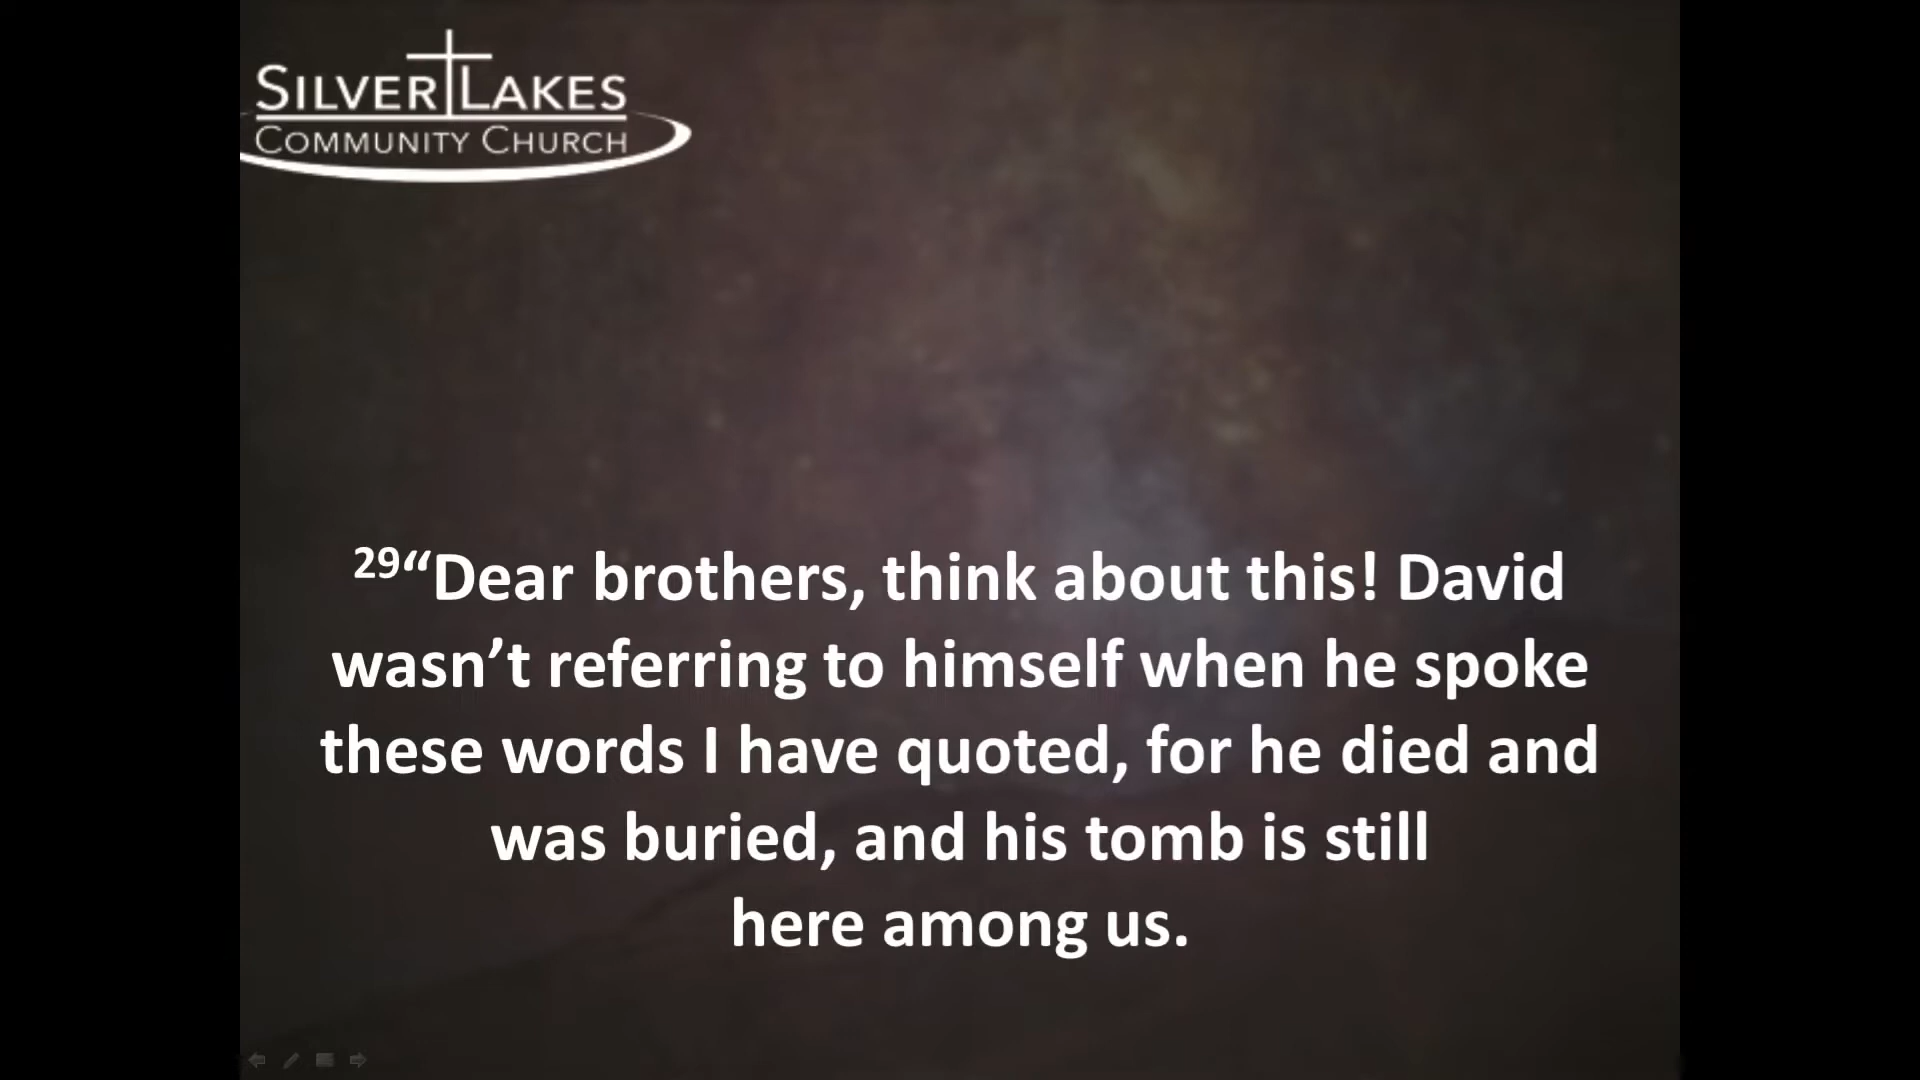 SILVER LAKES
COMMUNITY CHURCH
29“Dear brothers, think about this! David
wasn’t referring to himself when he spoke
these words I have quoted, for he died and
was buried, and his tomb is still
here among us.